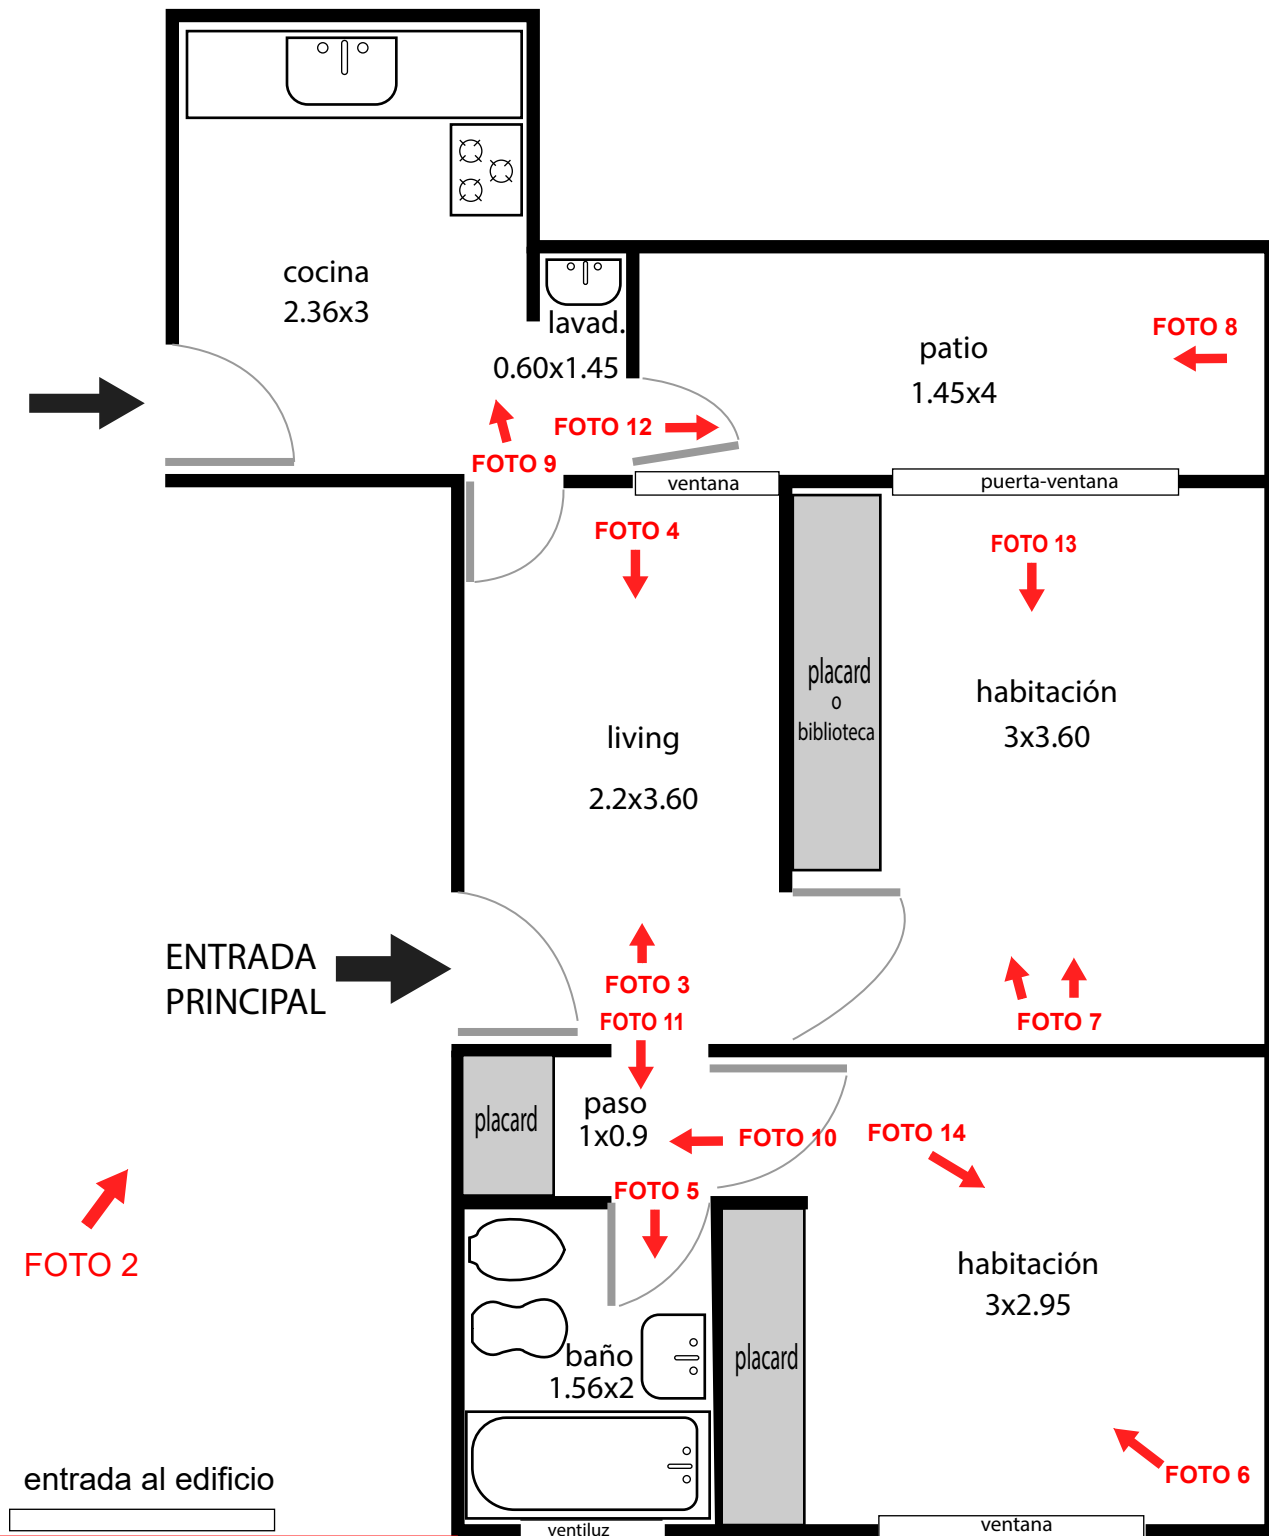 cocina
2.36x3
lavad.
0.60x1.45
patio
1.45x4
FOTO 8
FOTO 12
FOTO 9
ventana
puerta-ventana
FOTO 4
FOTO 13
placard
o
biblioteca
habitación
3x3.60
living
2.2x3.60
ENTRADA
PRINCIPAL
FOTO 3
FOTO 11
FOTO 7
placard
paso
1x0.9
FOTO 10
FOTO 14
FOTO 5
FOTO 2
habitación
3x2.95
baño
1.56x2
placard
FOTO 6
entrada al edificio
ventiluz
ventana